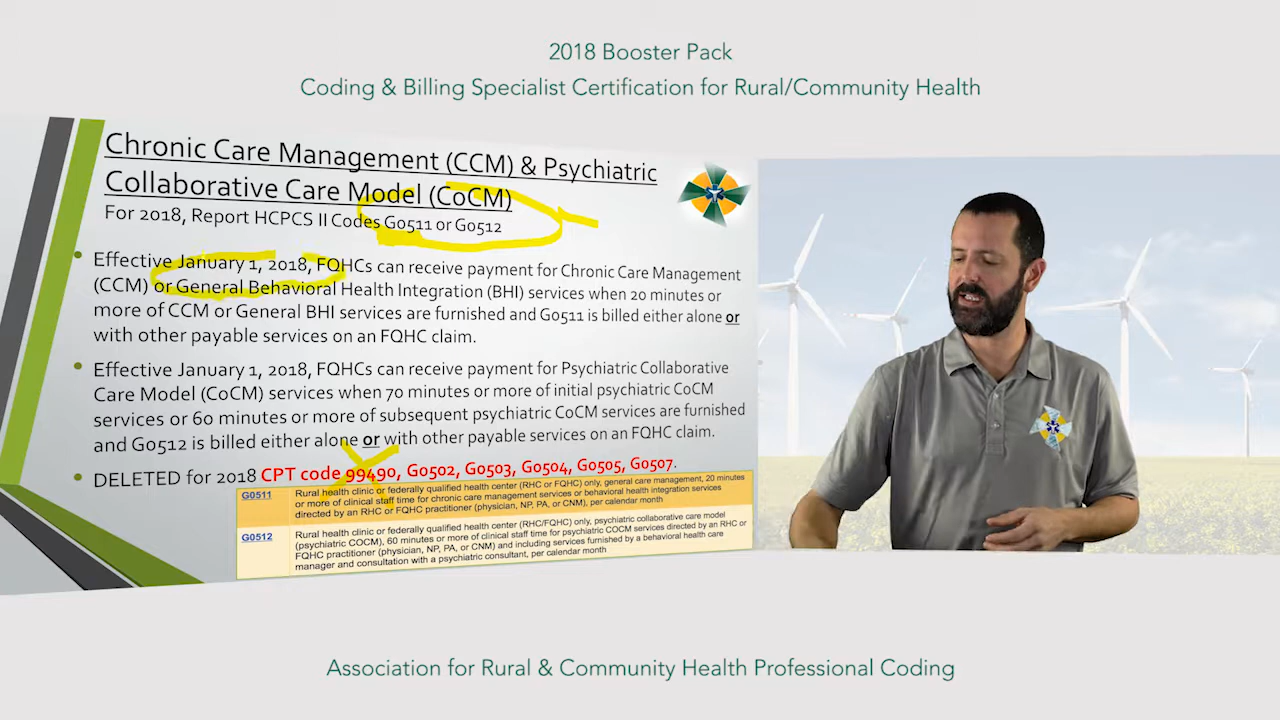 2018 Booster Pack
Coding & Billing Specialist Certification for Rural/Community Health
Chronic Care Management (CCM) & Psychiatric
Collaborative Care Model (CoCM)
For 2018, Report HCPCS II Codes G0511 or G0512
• Effective January 1, 2018, FQHCs can receive payment for Chronic Care Management
(CCM) or General Behavioral Health Integration (BHI) services when 20 minutes or
more of CCM or General BHI services are furnished and G0511 is billed either alone or
with other payable services on an FQHC claim.
• Effective January 1, 2018, FQHCs can receive payment for Psychiatric Collaborative
Care Model (CoCM) services when 70 minutes or more of initial psychiatric CoCM
services or 60 minutes or more of subsequent psychiatric CoCM services are furnished
and G0512 is billed either alone or with other payable services on an FQHC claim.
• DELETED for 2018 CPT code 99490, G0502, G0503, G0504, G0505, G0507.
G0511 Rural health clinic or federally qualified health center (RHC or FQHC) only, general care management, 20 minutes
or more of clinical staff time for chronic care management services or behavioral health integration services
directed by an RHC or FQHC practitioner (physician, NP, PA, or CNM), per calendar month
G0512 Rural health clinic or federally qualified health center (RHC/FQHC) only, psychiatric collaborative care model
(psychiatric COCM), 60 minutes or more of clinical staff time for psychiatric COCM services directed by an RHC or
FQHC practitioner (physician, NP, PA, or CNM) and including services furnished by a behavioral health care
manager and consultation with a psychiatric consultant, per calendar month
Association for Rural & Community Health Professional Coding